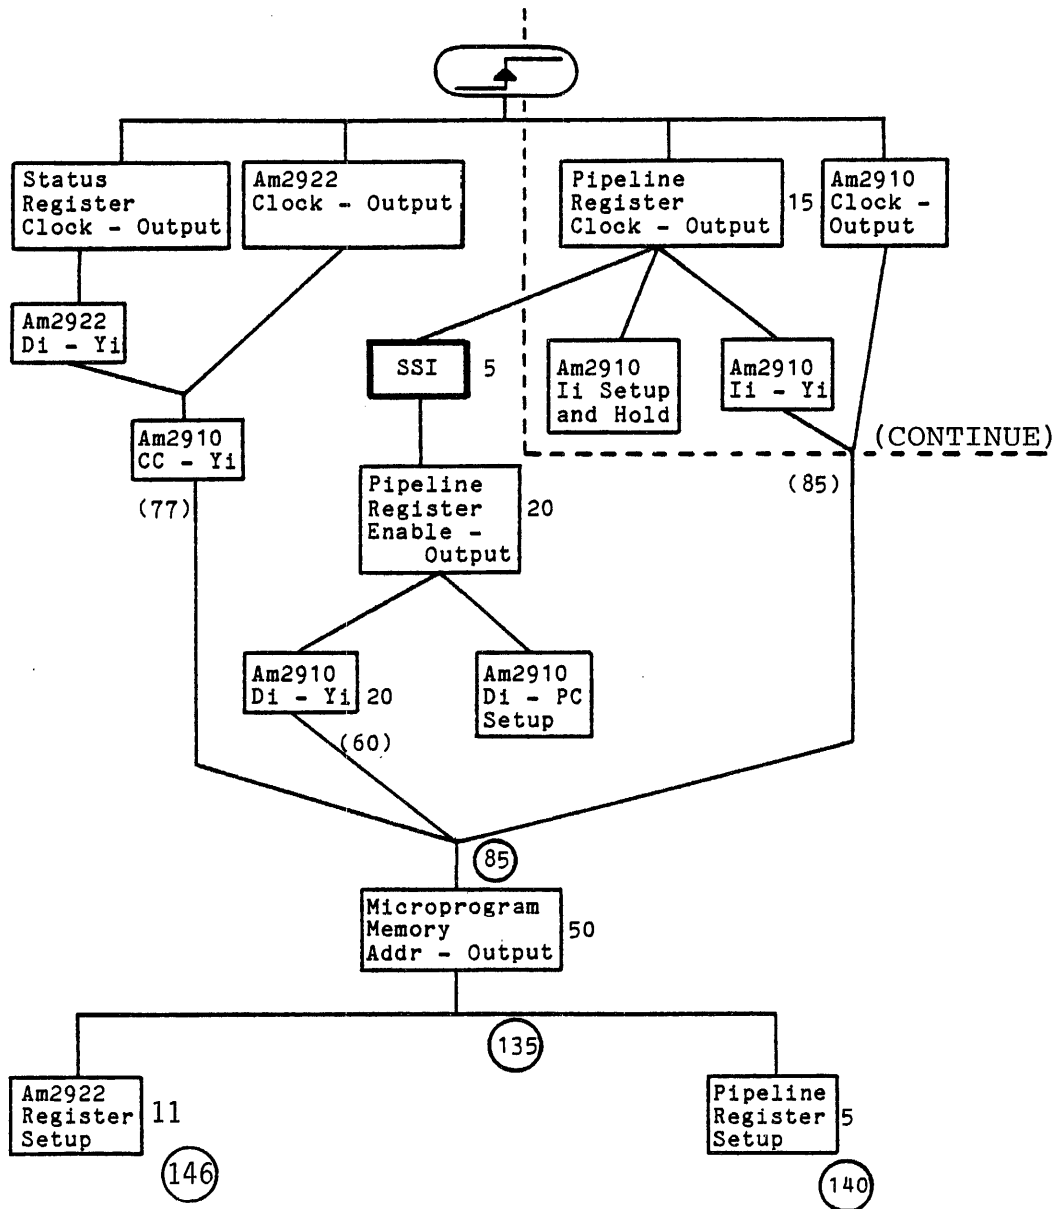 Status
Register
Clock - Output
Am2922
Clock - Output
Pipeline
Register
Clock - Output
15
Am2910
Clock -
Output
Am2922
Di - Yi
SSI
5
Am2910
Ii Setup
and Hold
Am2910
Ii - Yi
(CONTINUE)
Am2910
CC - Yi
(77)
Pipeline
Register
Enable -
Output
20
(85)
Am2910
Di - Yi
20
Am2910
Di - PC
Setup
(60)
85
Microprogram
Memory
Addr - Output
50
135
Am2922
Register
Setup
11
146
Pipeline
Register
Setup
5
140